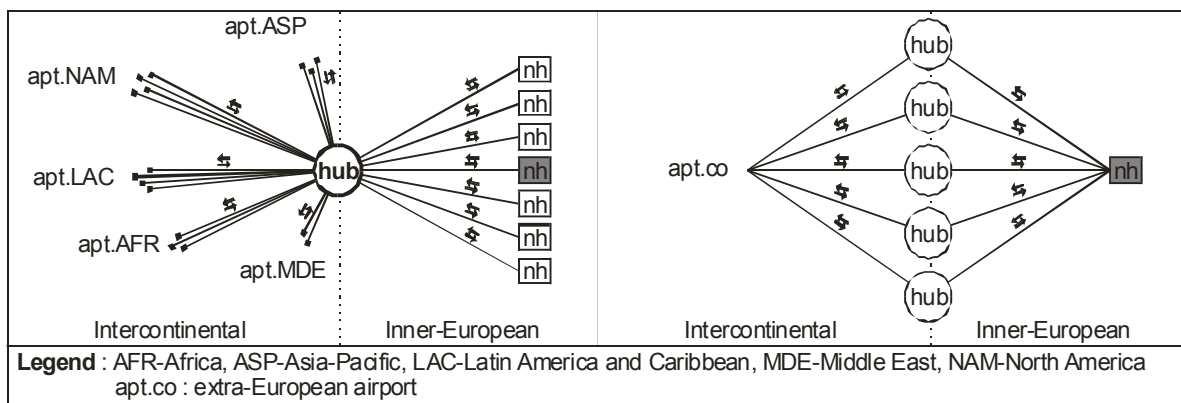 apt.ASP
apt.NAM
apt.LAC
apt.AFR
apt.MDE
hub
nh
nh
nh
nh
nh
nh
nh
Intercontinental
Inner-European
hub
hub
hub
hub
hub
apt.co
nh
Intercontinental
Inner-European
Legend : AFR-Africa, ASP-Asia-Pacific, LAC-Latin America and Caribbean, MDE-Middle East, NAM-North America
apt.co : extra-European airport